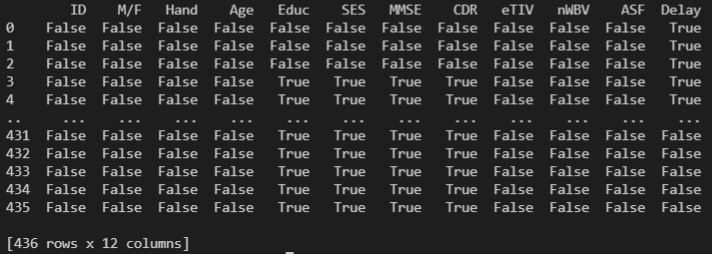 ID M/F Hand Age Educ SES MMSE CDR eTIV nWBV ASF Delay
0 False False False False False False False False False False False True
1 False False False False False False False False False False False True
2 False False False False False False False False False False False True
3 False False False False True True True True False False False True
4 False False False False True True True True False False False True
.. ... ... ... ... ... ... ... ... ... ... ... ...
431 False False False False True True True True False False False False
432 False False False False True True True True False False False False
433 False False False False True True True True False False False False
434 False False False False True True True True False False False False
435 False False False False True True True True False False False False
[436 rows x 12 columns]